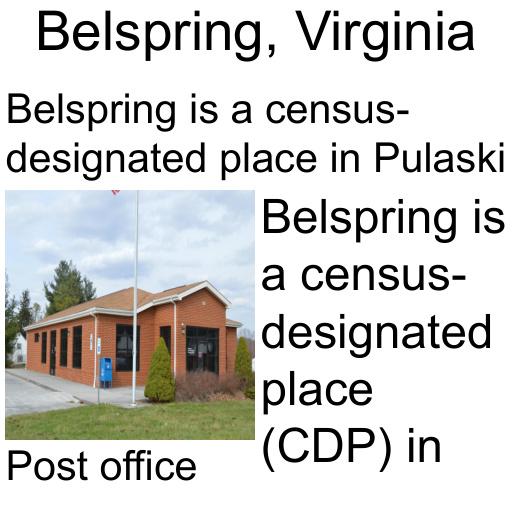 Belspring, Virginia
Belspring is a census-
designated place in Pulaski
Belspring is
a census-
designated
place
(CDP) in
Post office